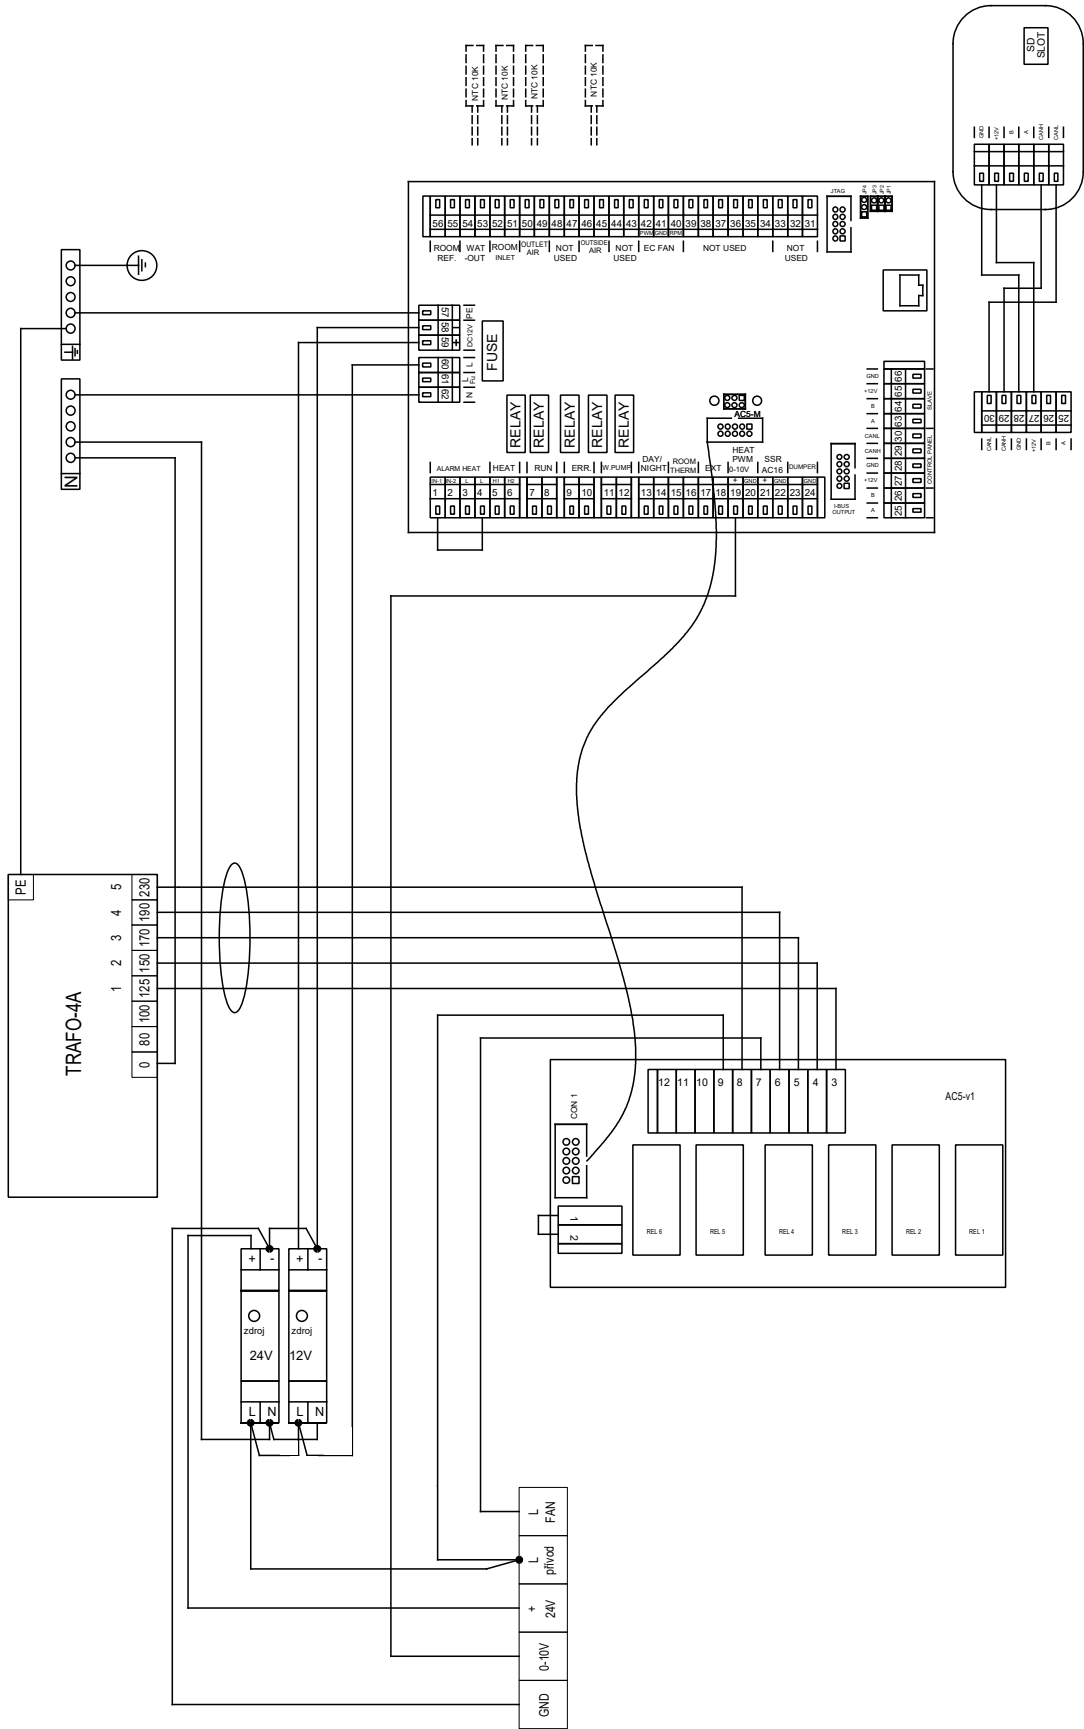 SD
SLOT
NTC 10K
NTC 10K
NTC 10K
NTC 10K
GND
+12V
B
A
CANH
CANL
JTAG
JP4
JP3
JP2
JP1
56 55 54 53 52 51 50 49 48 47 46 45 44 43 42 41 40 39 38 37 36 35 34 33 32 31
PWM GND RPM
ROOM REF.
WAT -OUT
ROOM INLET
OUTLET AIR
NOT USED
OUTSIDE AIR
NOT USED
EC FAN
NOT USED
NOT USED
57 PE
58 -
59 +
DC12V
60 L
61 L Fu
62 N
FUSE
N
RELAY
RELAY
RELAY
RELAY
RELAY
AC5-M
ALARM HEAT
HEAT
RUN
ERR.
W.PUMP
DAY/ NIGHT
ROOM THERM
EXT
HEAT PWM 0-10V
SSR AC16
DUMPER
IN-1 IN-2 L L H1 H2 + GND + GND GND
1 2 3 4 5 6 7 8 9 10 11 12 13 14 15 16 17 18 19 20 21 22 23 24
I-BUS OUTPUT
GND 66
+12V 65
B 64
A 63
CANL 30
CANH 29
GND 28
+12V 27
B 26
A 25
SLAVE
CONTROL PANEL
30 29 28 27 26 25
CANL
CANH
GND
+12V
B
A
PE
TRAFO-4A
5 230
4 190
3 170
2 150
1 125
100
80
0
CON 1
12 11 10 9 8 7 6 5 4 3
AC5-v1
1
2
REL 6
REL 5
REL 4
REL 3
REL 2
REL 1
+ -
+ -
zdroj
24V
zdroj
12V
L N
L N
L
FAN
L
přívod
+
24V
0-10V
GND